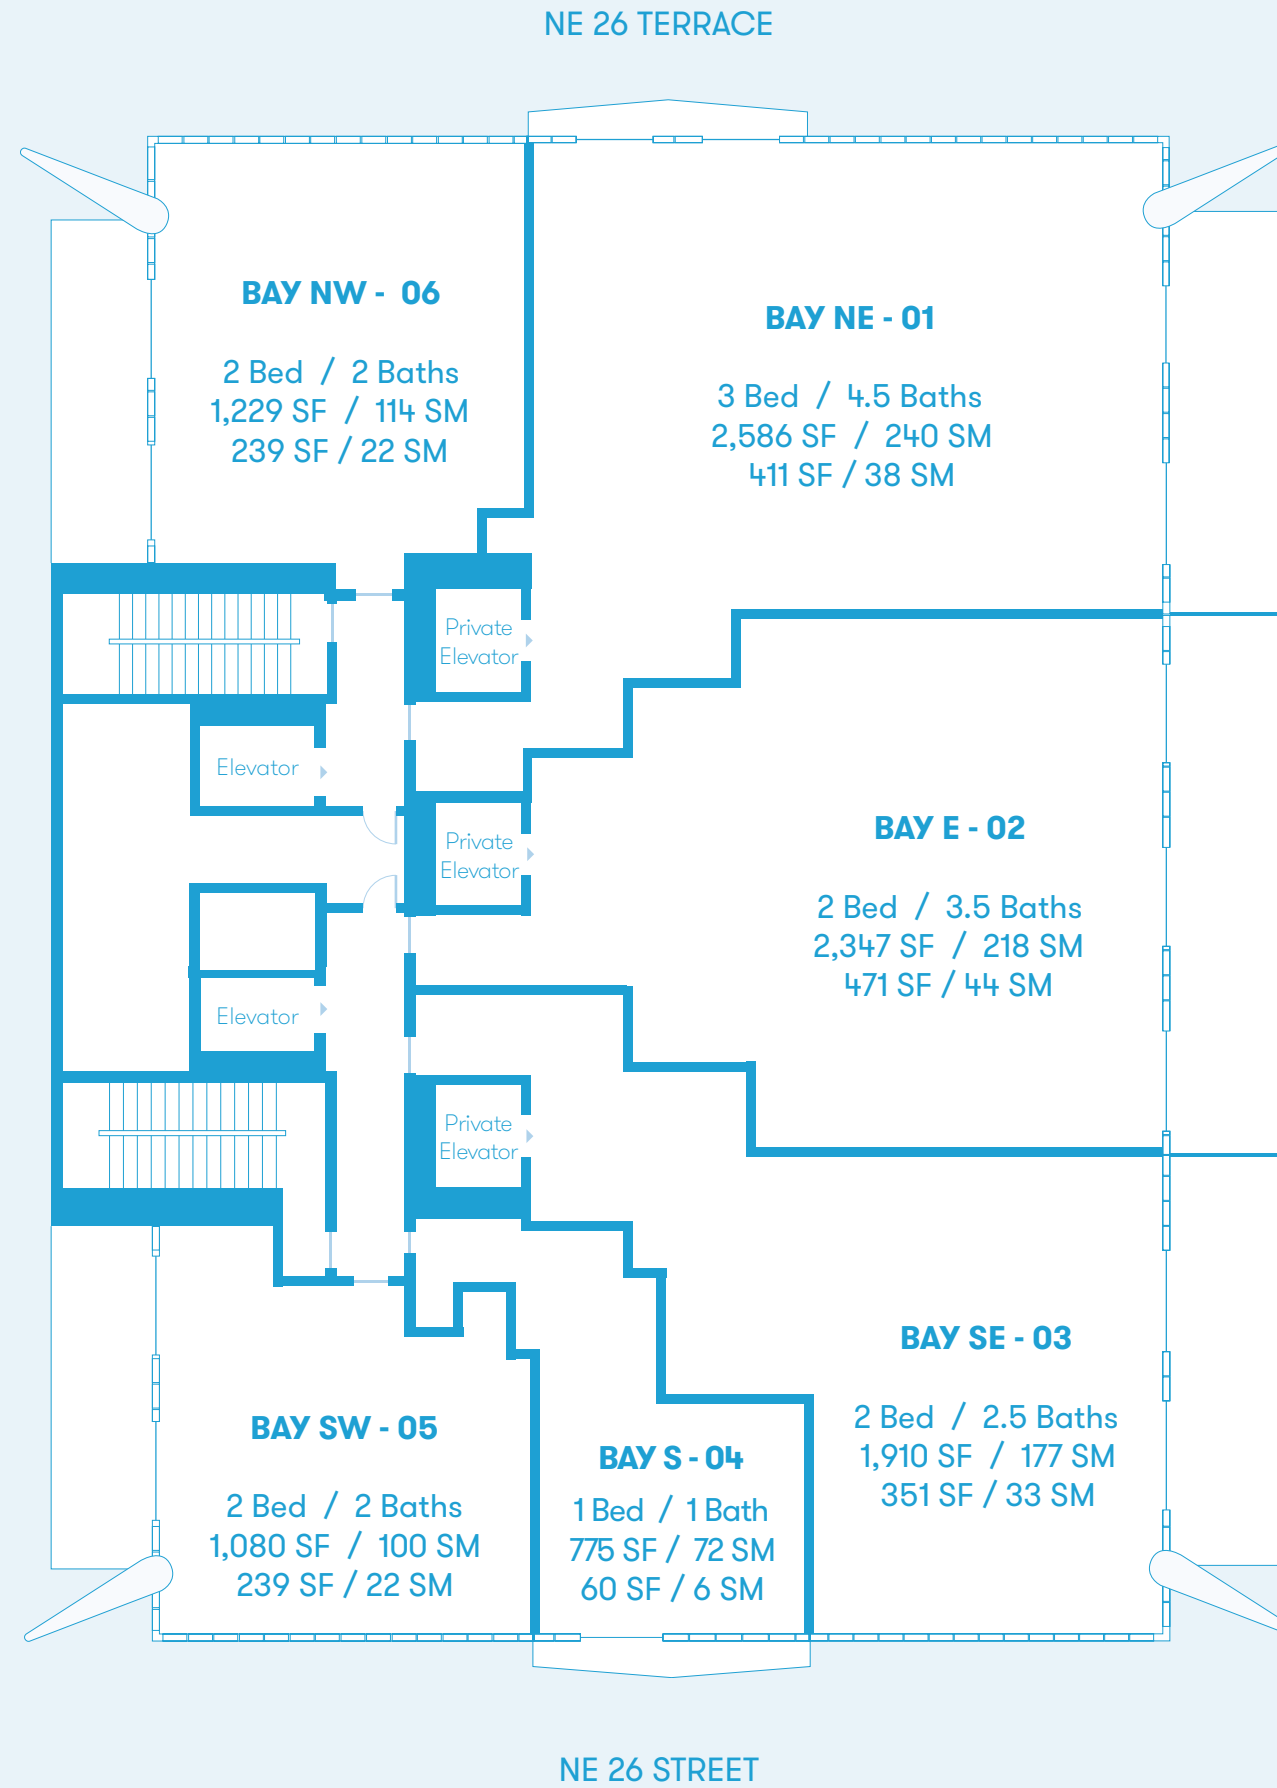 NE 26 TERRACE
BAY NW - 06
2 Bed / 2 Baths
1,229 SF / 114 SM
239 SF / 22 SM
BAY NE - 01
3 Bed / 4.5 Baths
2,586 SF / 240 SM
411 SF / 38 SM
Private
Elevator
Elevator
Private
Elevator
BAY E - 02
2 Bed / 3.5 Baths
2,347 SF / 218 SM
471 SF / 44 SM
Elevator
Private
Elevator
BAY SE - 03
2 Bed / 2.5 Baths
1,910 SF / 177 SM
351 SF / 33 SM
BAY SW - 05
2 Bed / 2 Baths
1,080 SF / 100 SM
239 SF / 22 SM
BAY S - 04
1 Bed / 1 Bath
775 SF / 72 SM
60 SF / 6 SM
NE 26 STREET